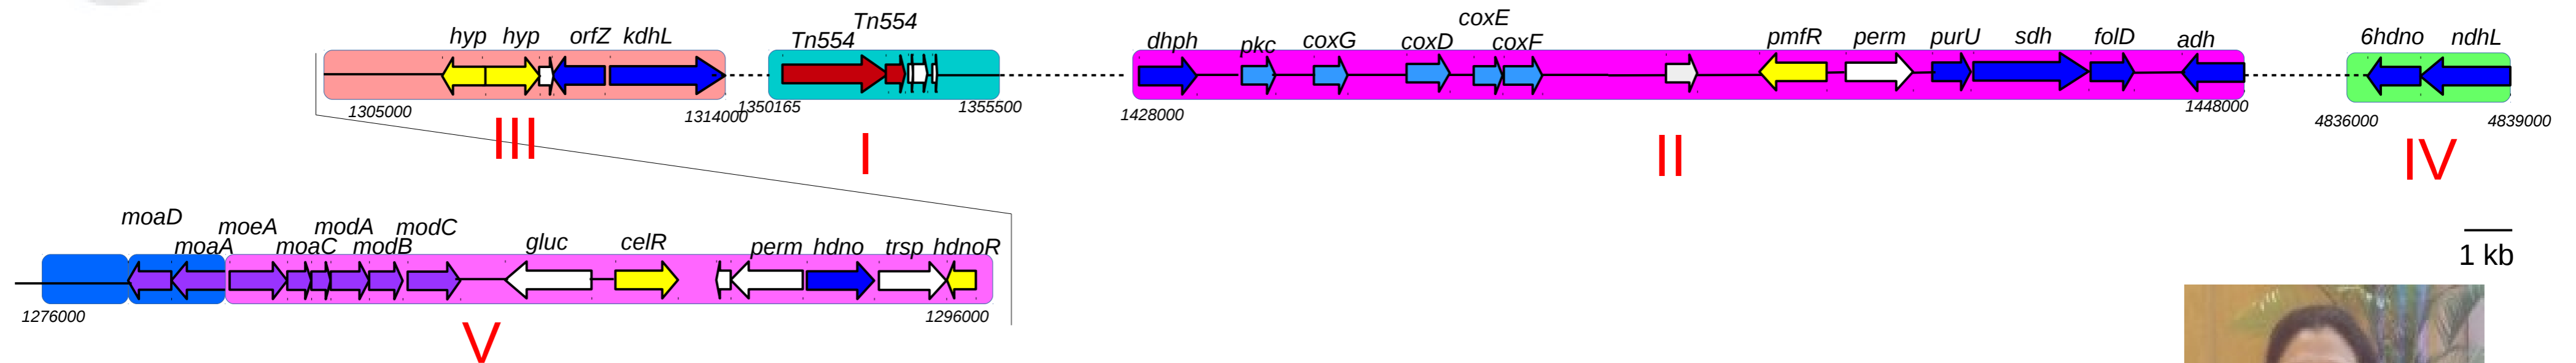 Tn554
coxE
hyp hyp orfZ kdhL Tn554 dhph pkc coxG coxD coxF pmfR perm purU sdh folD adh 6hdno ndhL
1305000 1314000 1350165 1355500 1428000 1448000 4836000 4839000
III I II IV
moaD moaA moeA moaC modA modB modC gluc celR perm hdno trsp hdnoR
1 kb
1276000 1296000
V